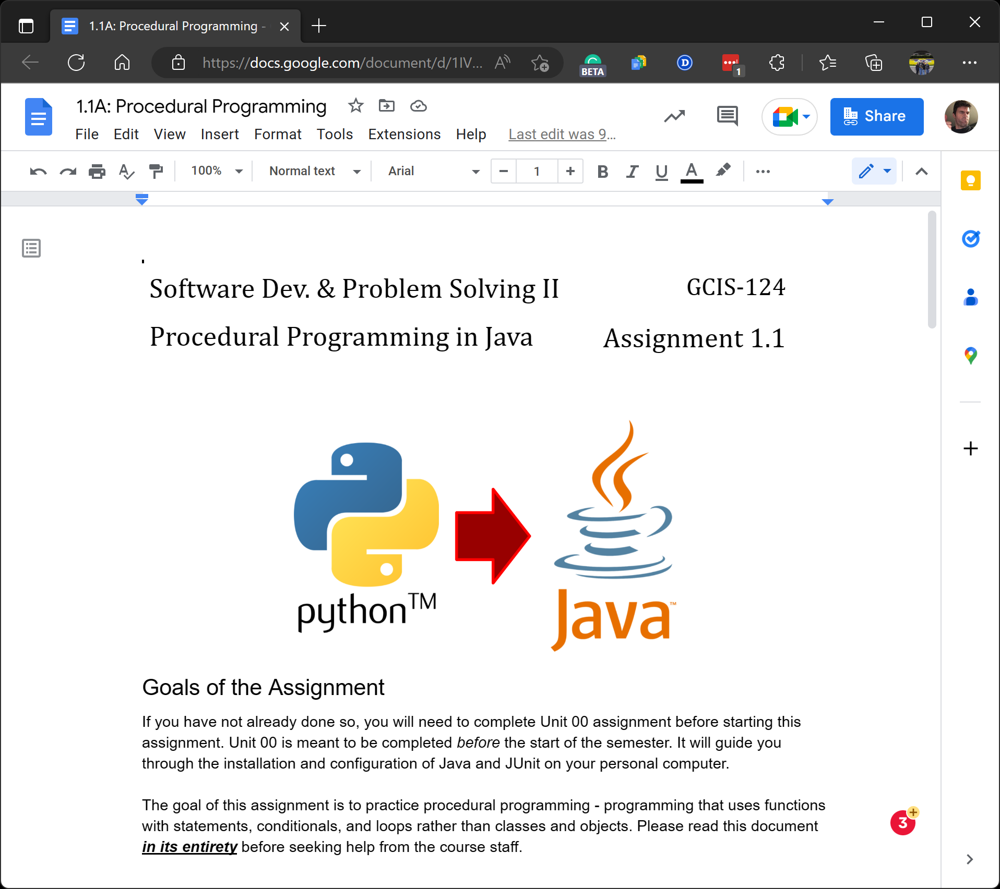 1.1A: Procedural Programming -
https://docs.google.com/document/d/1IV...
BETA
D
1
1.1A: Procedural Programming
File Edit View Insert Format Tools Extensions Help Last edit was 9...
Share
100% Normal text Arial 1 B I U A
Software Dev. & Problem Solving II GCIS-124
Procedural Programming in Java Assignment 1.1
python™
Java™
Goals of the Assignment
If you have not already done so, you will need to complete Unit 00 assignment before starting this
assignment. Unit 00 is meant to be completed before the start of the semester. It will guide you
through the installation and configuration of Java and JUnit on your personal computer.
The goal of this assignment is to practice procedural programming - programming that uses functions
with statements, conditionals, and loops rather than classes and objects. Please read this document
in its entirety before seeking help from the course staff.
3